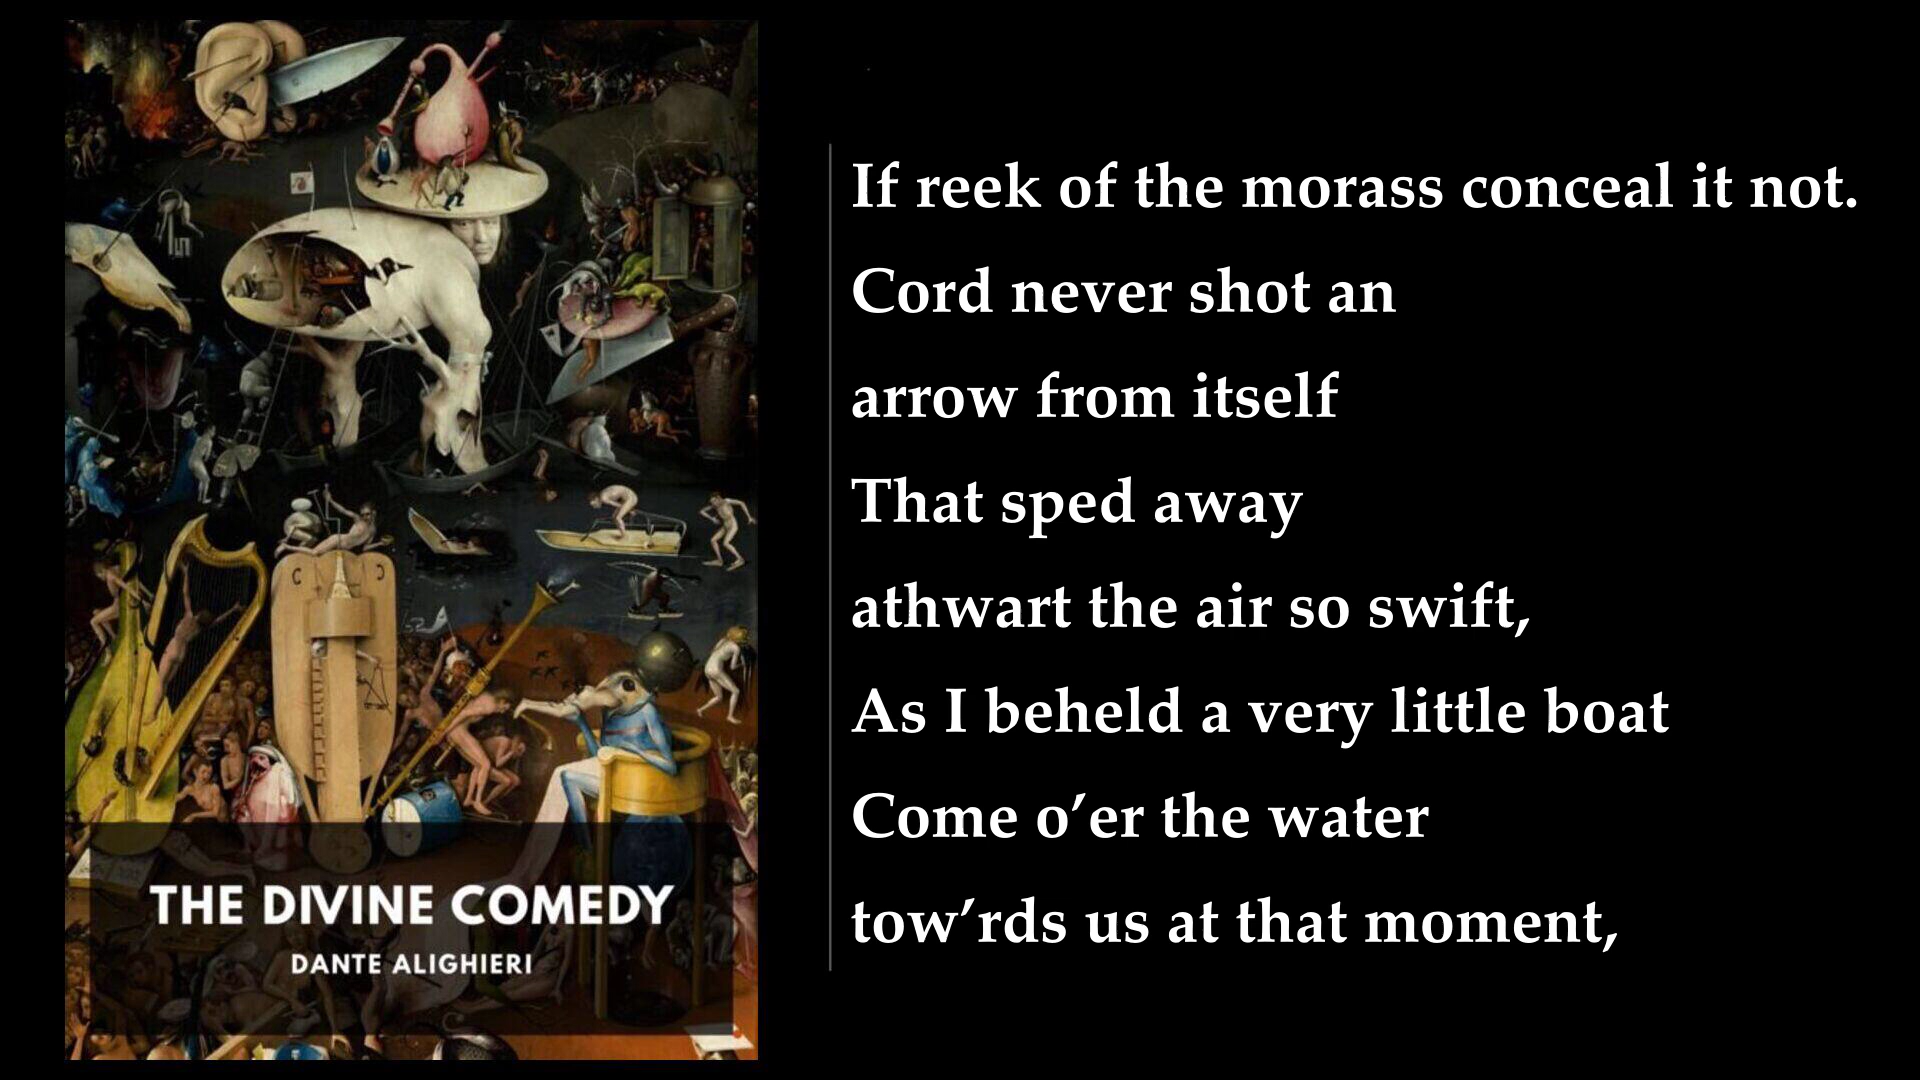 THE DIVINE COMEDY
DANTE ALIGHIERI
If reek of the morass conceal it not.
Cord never shot an
arrow from itself
That sped away
athwart the air so swift,
As I beheld a very little boat
Come o’er the water
tow’rds us at that moment,